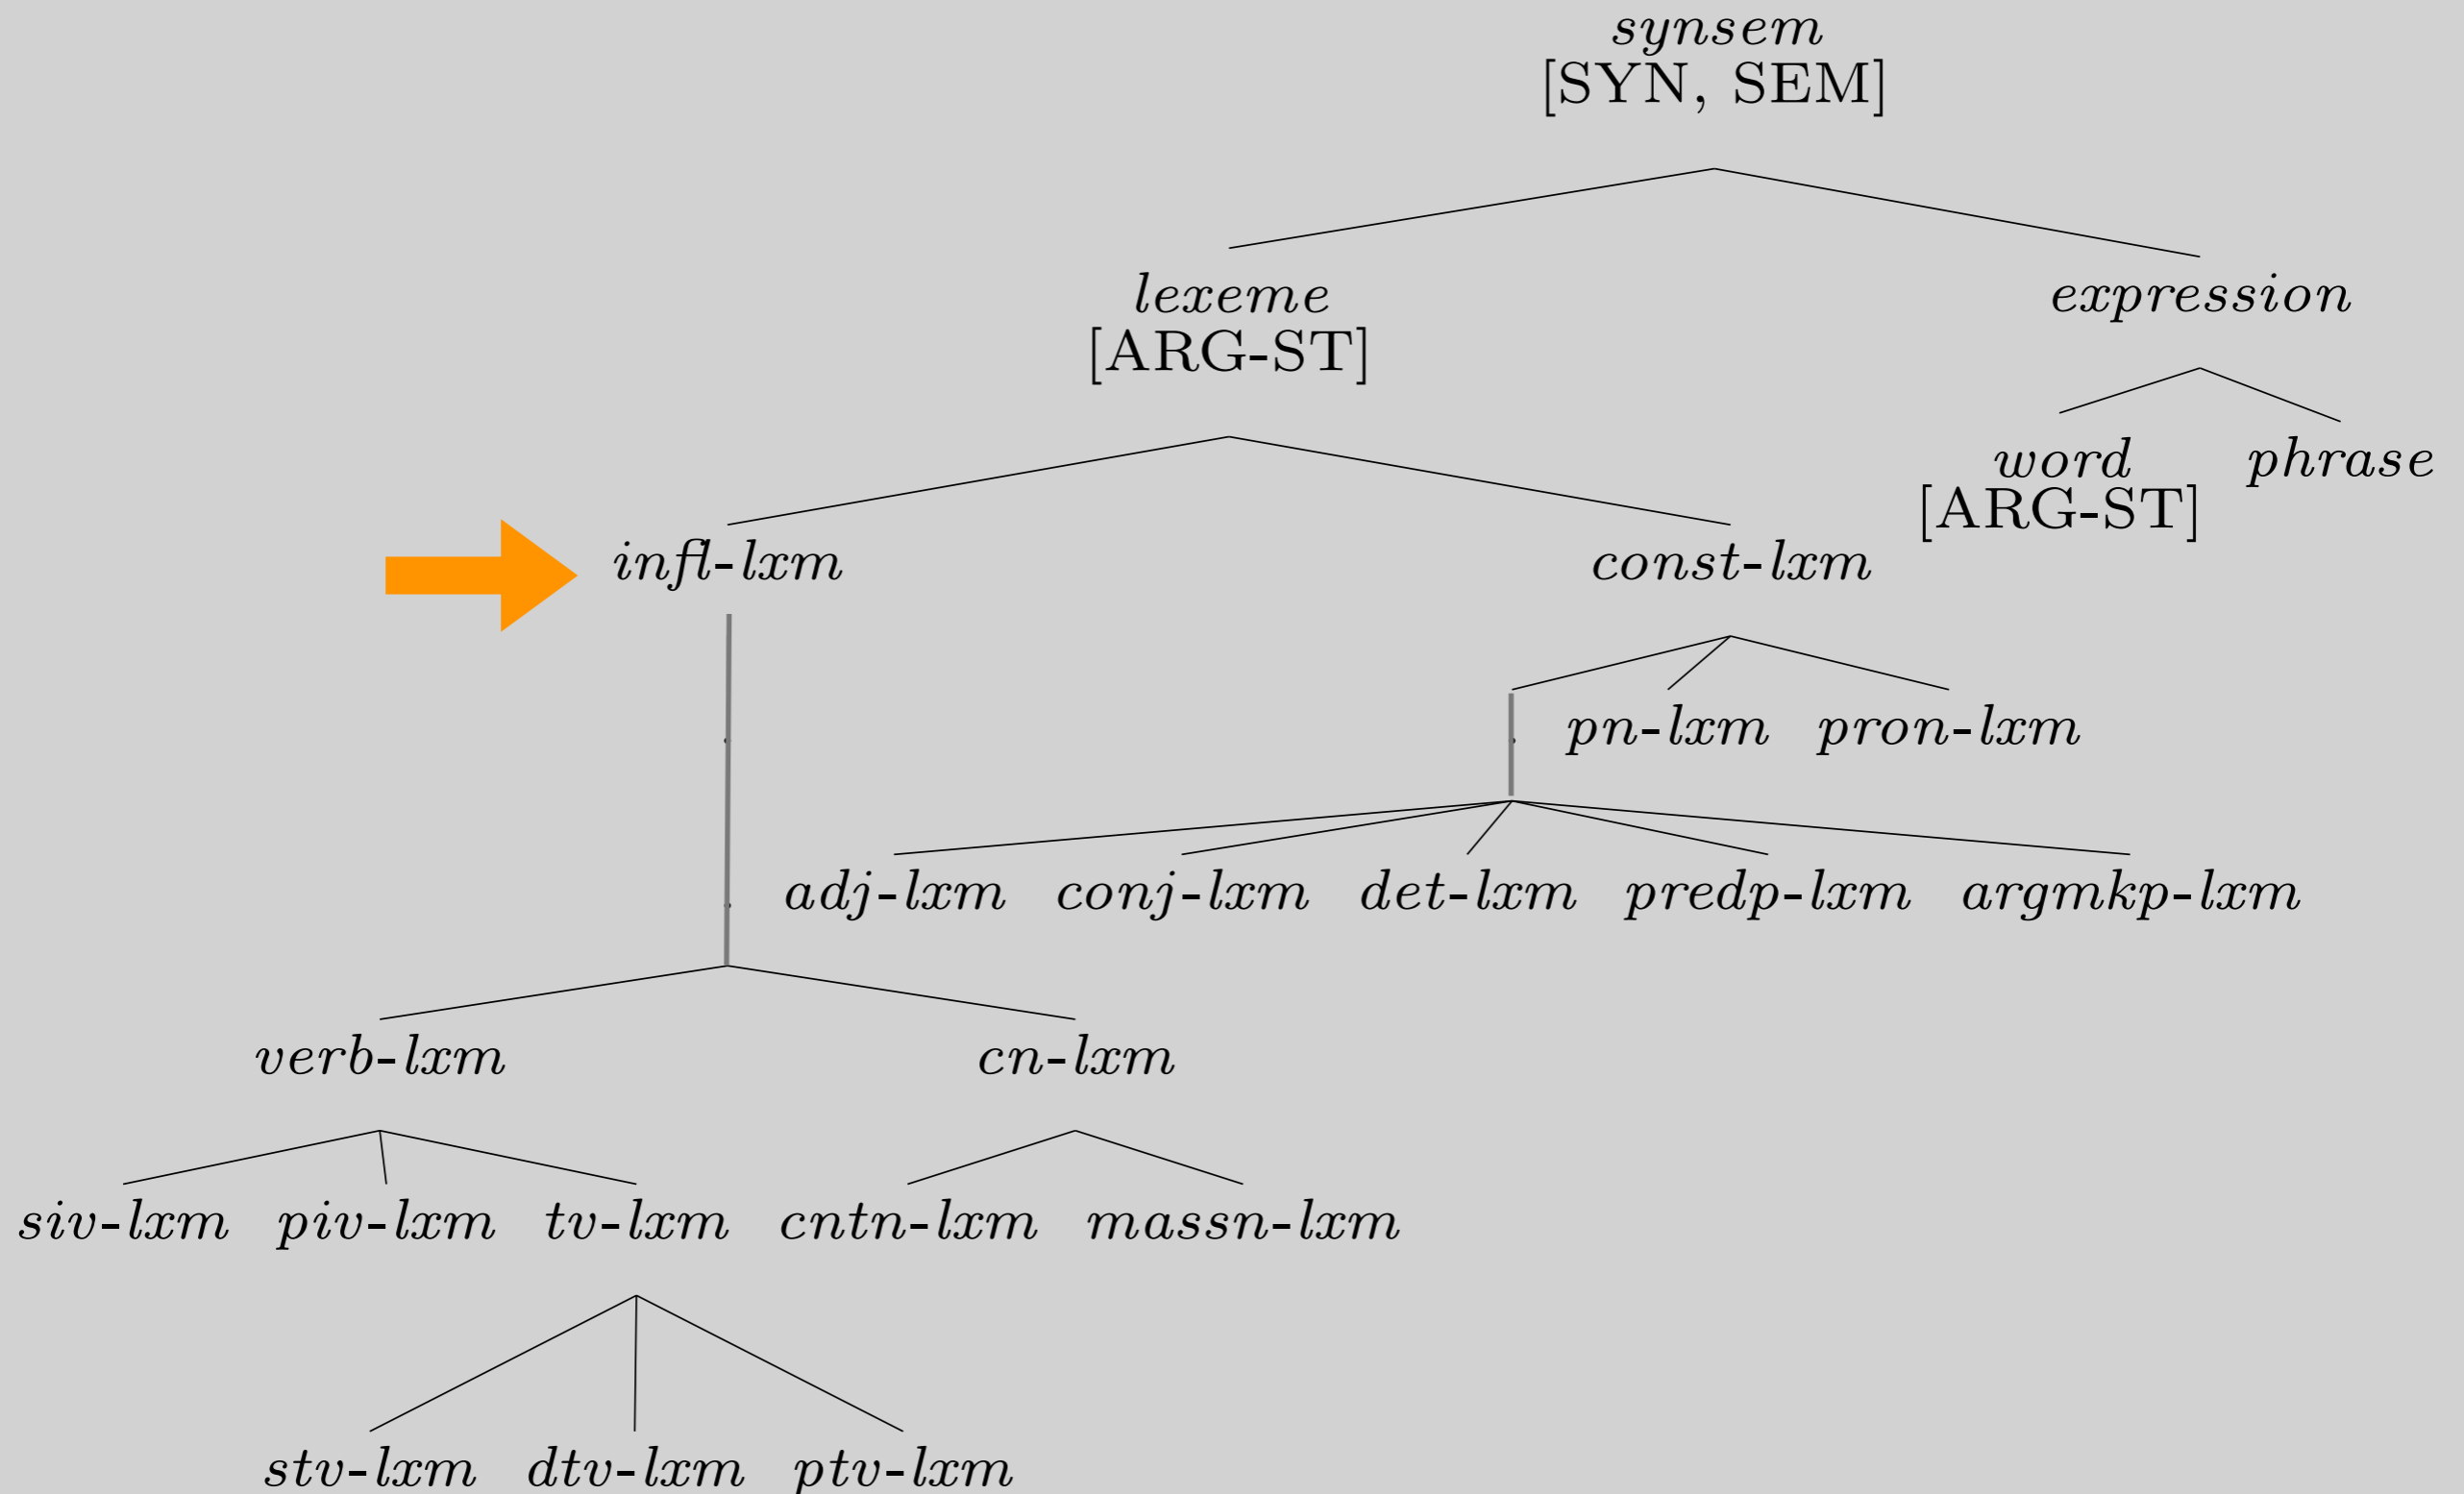 synsem
[SYN, SEM]
lexeme expression
[ARG-ST]
word phrase
[ARG-ST]
infl-lxm const-lxm
pn-lxm pron-lxm
adj-lxm conj-lxm det-lxm predp-lxm argmkp-lxm
verb-lxm cn-lxm
siv-lxm piv-lxm tv-lxm cntn-lxm massn-lxm
stv-lxm dtv-lxm ptv-lxm